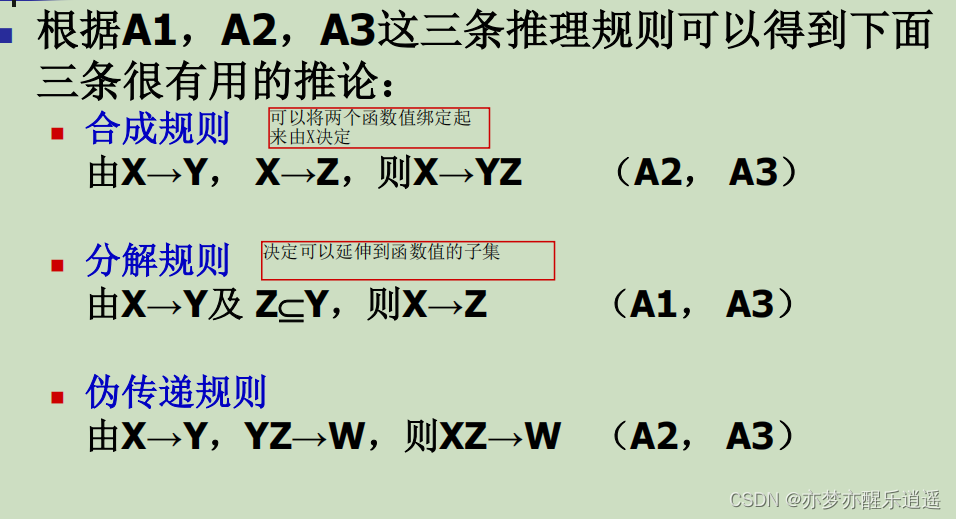 根据A1，A2，A3这三条推理规则可以得到下面
三条很有用的推论：
合成规则
可以将两个函数值绑定起
来由X决定
由X→Y， X→Z，则X→YZ （A2， A3）
分解规则
决定可以延伸到函数值的子集
由X→Y及 Z⊆Y，则X→Z （A1， A3）
伪传递规则
由X→Y，YZ→W，则XZ→W （A2， A3）
CSDN @亦梦亦醒乐逍遥